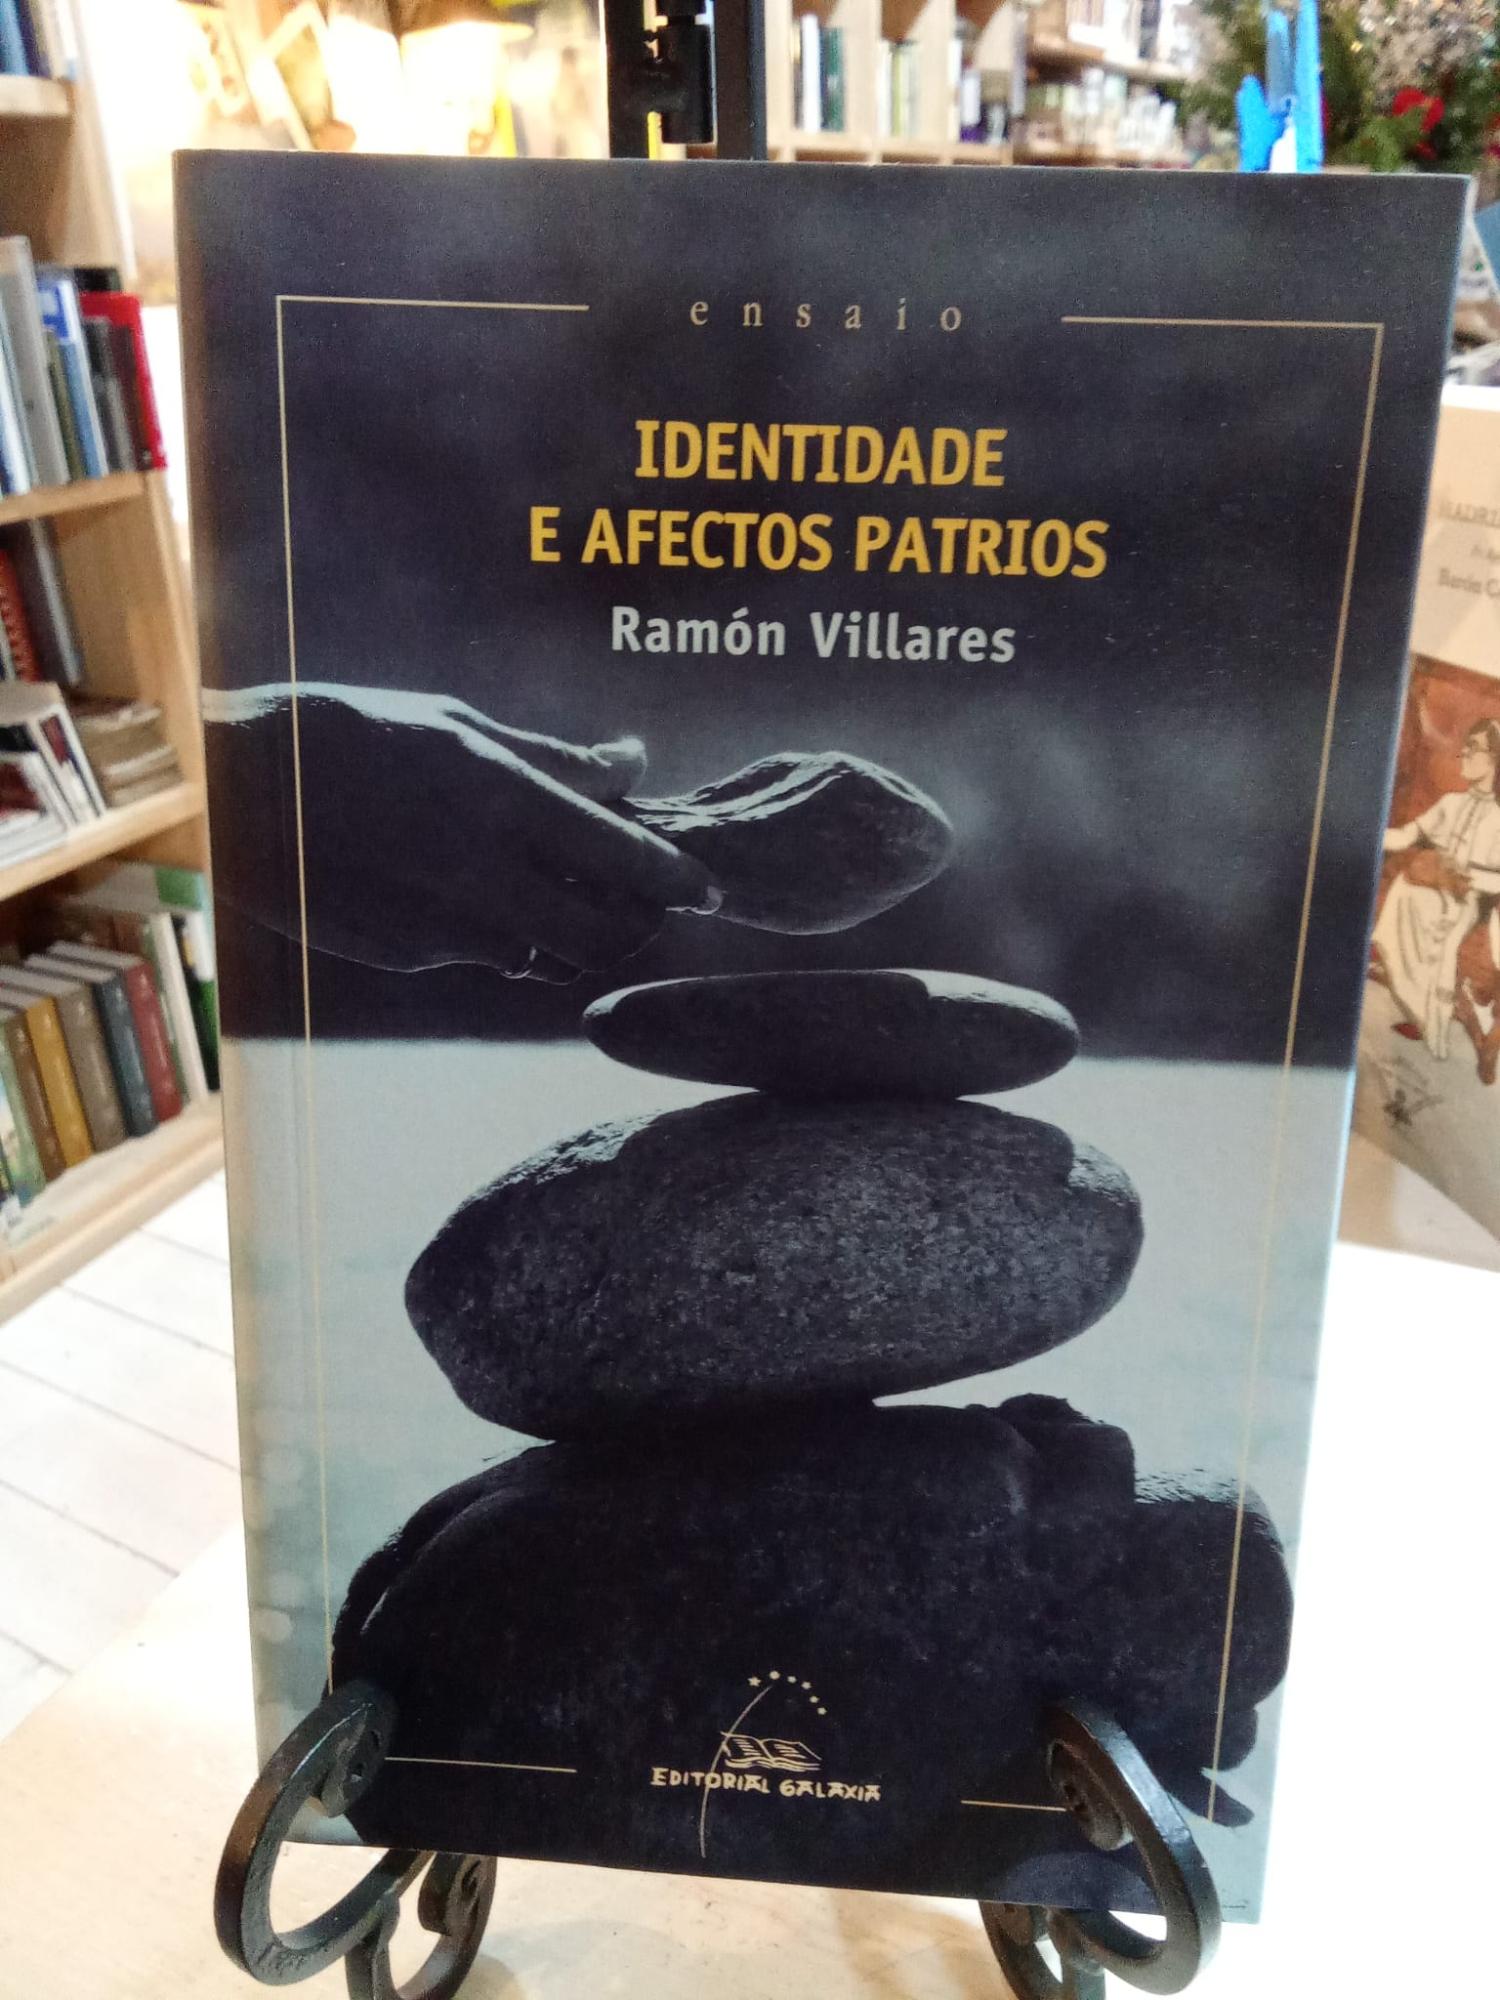 ensaio
IDENTIDADE
E AFECTOS PATRIOS
Ramón Villares
EDITORIAL GALAXIA